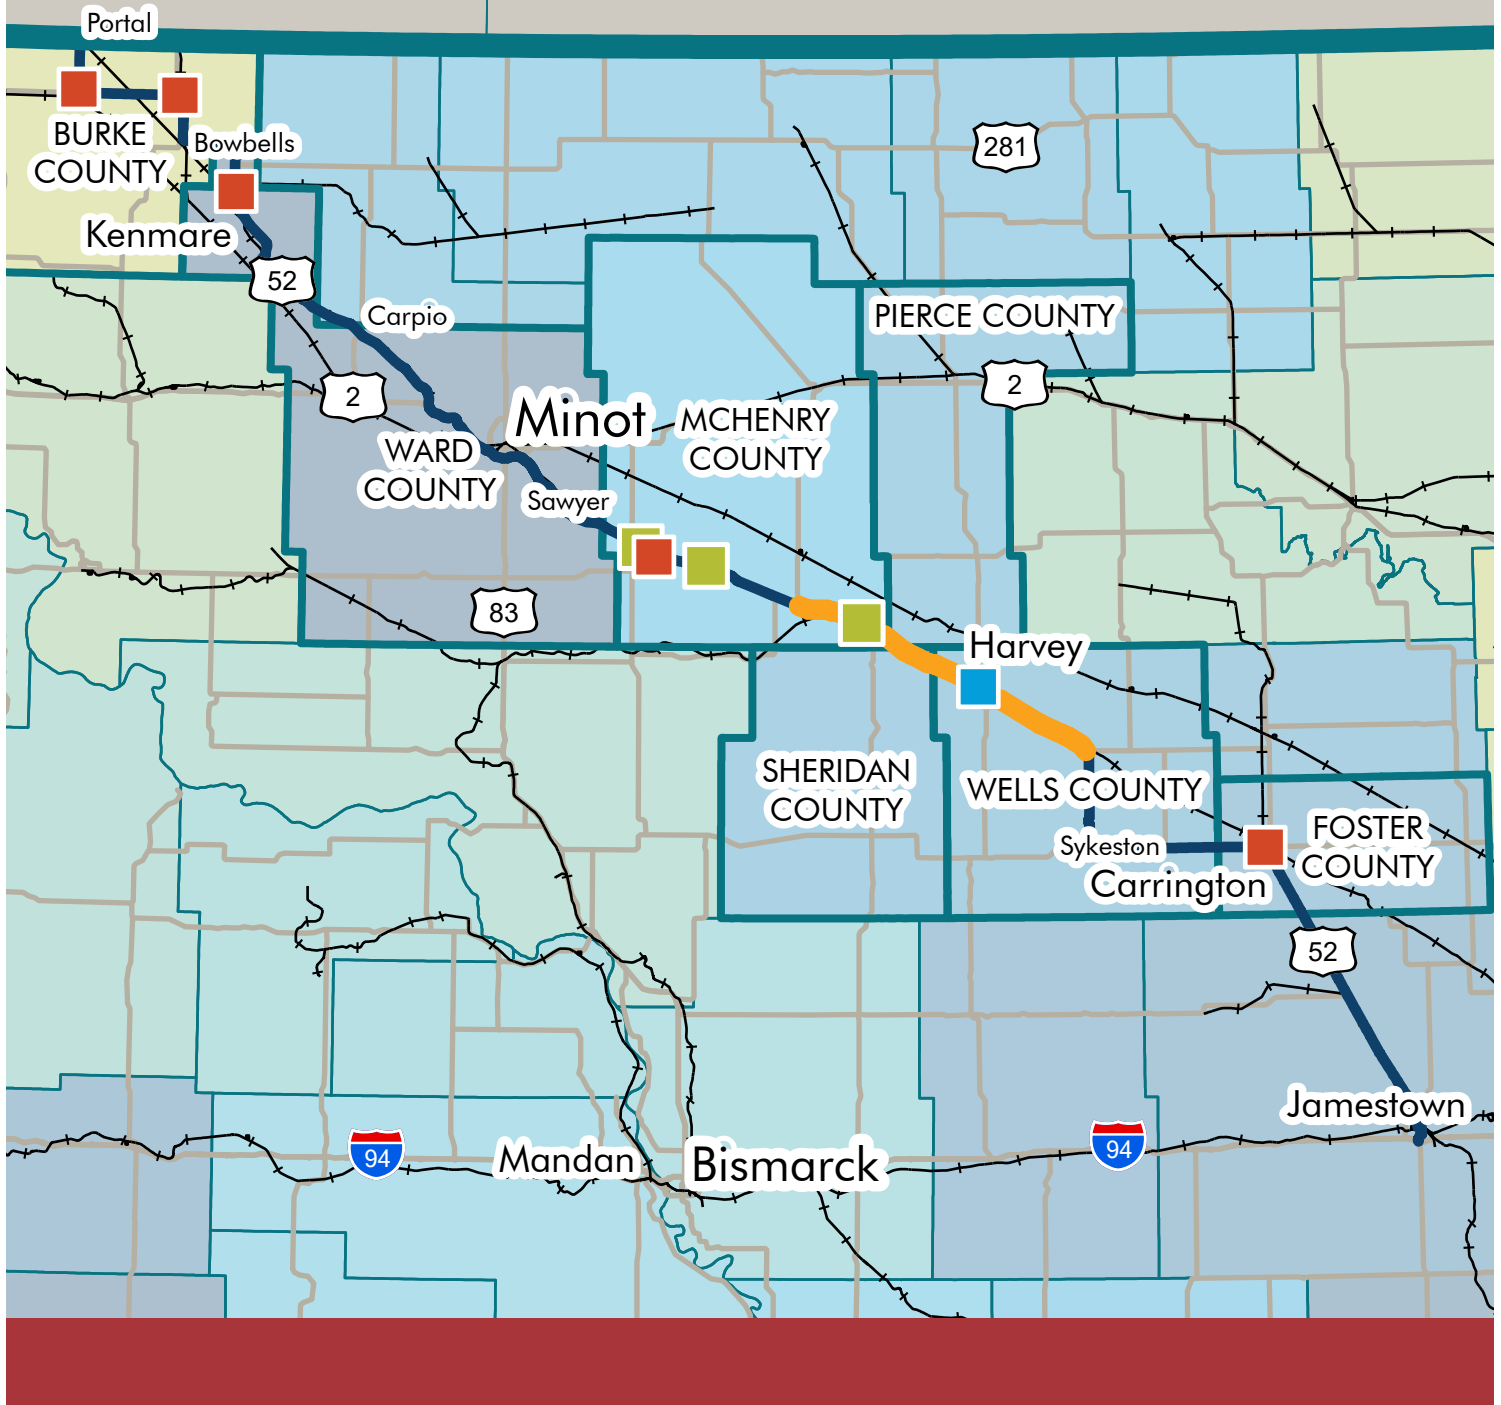 Portal
BURKE
COUNTY
Bowbells
281
Kenmare
52
Carpio
PIERCE COUNTY
2
2
Minot
MCHENRY
COUNTY
WARD
COUNTY
Sawyer
83
Harvey
SHERIDAN
COUNTY
WELLS COUNTY
FOSTER
COUNTY
Sykeston
Carrington
52
Jamestown
94
94
Mandan
Bismarck